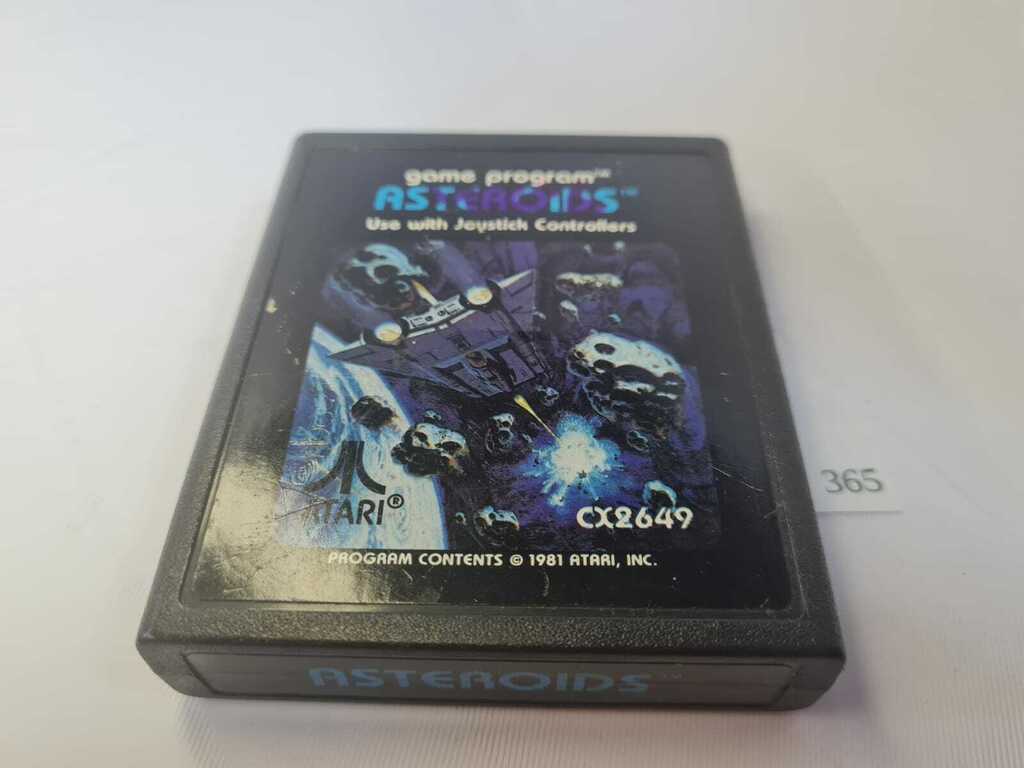 game program™
ASTEROIDS™
Use with Joystick Controllers
ATARI®
CX2649
PROGRAM CONTENTS © 1981 ATARI, INC.
ASTEROIDS™
365